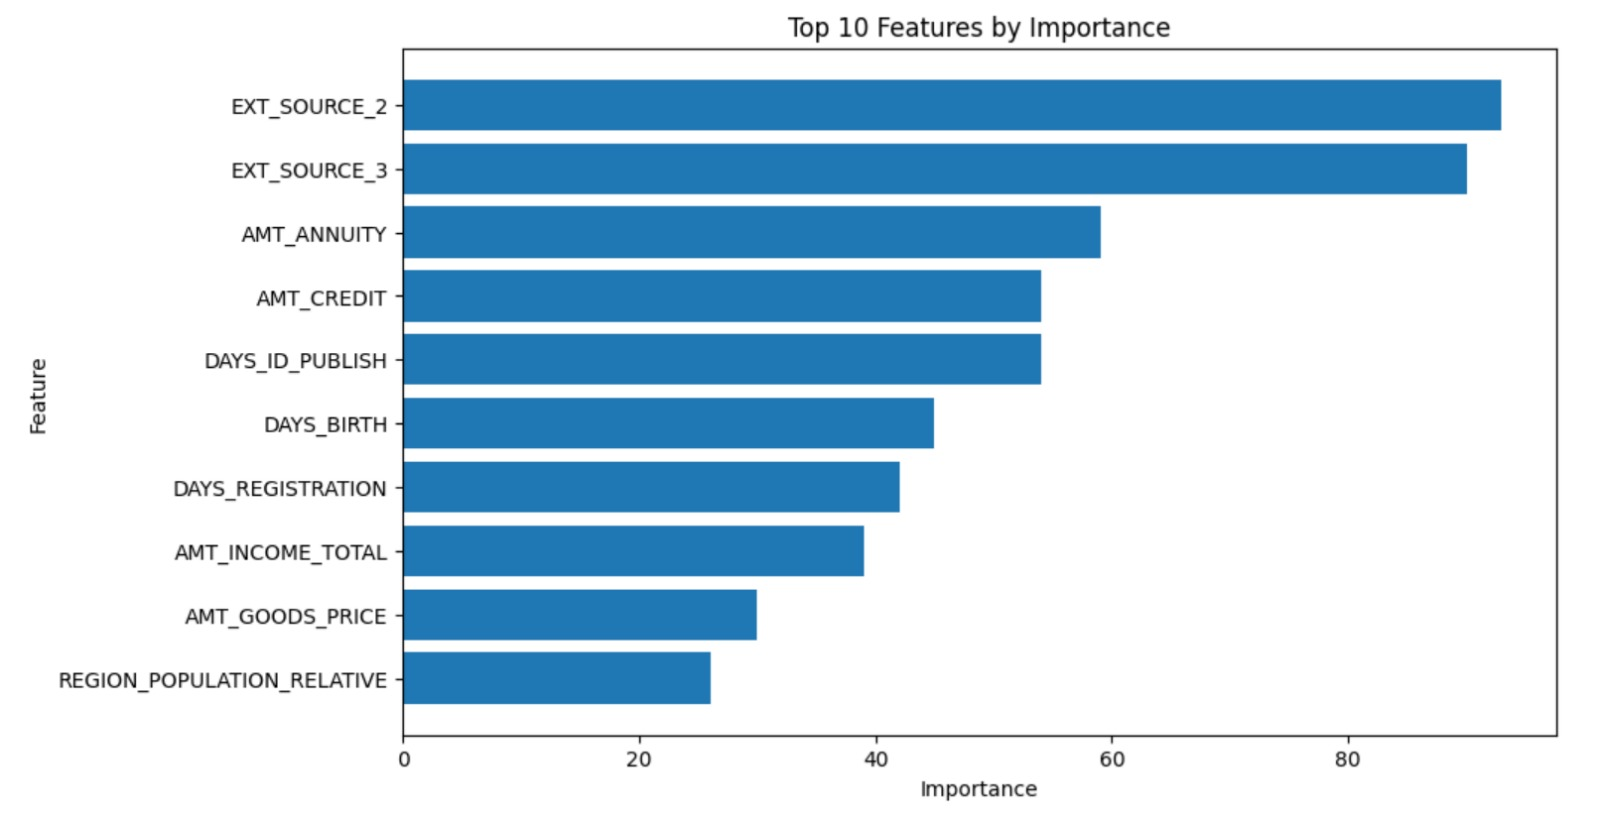 Top 10 Features by Importance
EXT_SOURCE_2
EXT_SOURCE_3
AMT_ANNUITY
AMT_CREDIT
DAYS_ID_PUBLISH
DAYS_BIRTH
DAYS_REGISTRATION
AMT_INCOME_TOTAL
AMT_GOODS_PRICE
REGION_POPULATION_RELATIVE
Feature
0 20 40 60 80
Importance